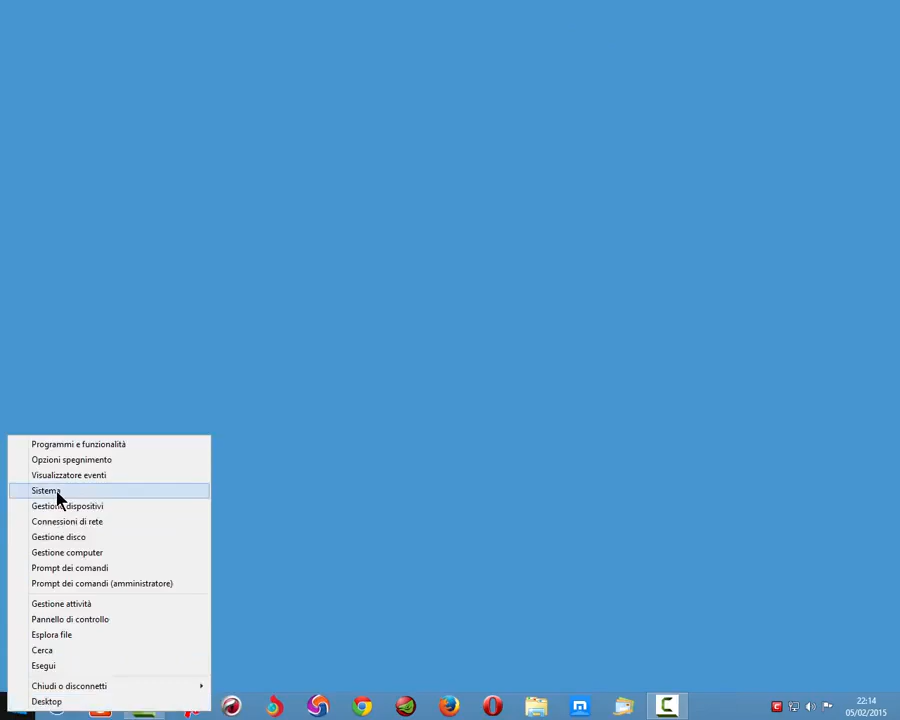 Programmi e funzionalità
Opzioni spegnimento
Visualizzatore eventi
Sistema
Gestione dispositivi
Connessioni di rete
Gestione disco
Gestione computer
Prompt dei comandi
Prompt dei comandi (amministratore)
Gestione attività
Pannello di controllo
Esplora file
Cerca
Esegui
Chiudi o disconnetti
Desktop
22:14
05/02/2015